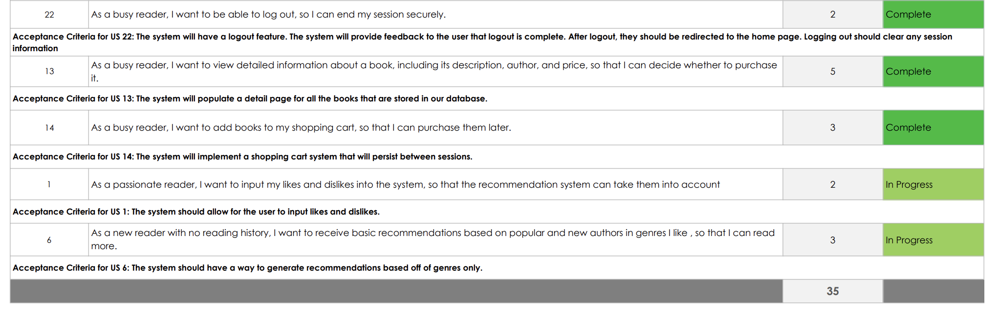 22 As a busy reader, I want to be able to log out, so I can end my session securely. 2 Complete
Acceptance Criteria for US 22: The system will have a logout feature. The system will provide feedback to the user that logout is complete. After logout, they should be redirected to the home page. Logging out should clear any session
information
13 As a busy reader, I want to view detailed information about a book, including its description, author, and price, so that I can decide whether to purchase
it. 5 Complete
Acceptance Criteria for US 13: The system will populate a detail page for all the books that are stored in our database.
14 As a busy reader, I want to add books to my shopping cart, so that I can purchase them later. 3 Complete
Acceptance Criteria for US 14: The system will implement a shopping cart system that will persist between sessions.
1 As a passionate reader, I want to input my likes and dislikes into the system, so that the recommendation system can take them into account 2 In Progress
Acceptance Criteria for US 1: The system should allow for the user to input likes and dislikes.
6 As a new reader with no reading history, I want to receive basic recommendations based on popular and new authors in genres I like , so that I can read
more. 3 In Progress
Acceptance Criteria for US 6: The system should have a way to generate recommendations based off of genres only.
35